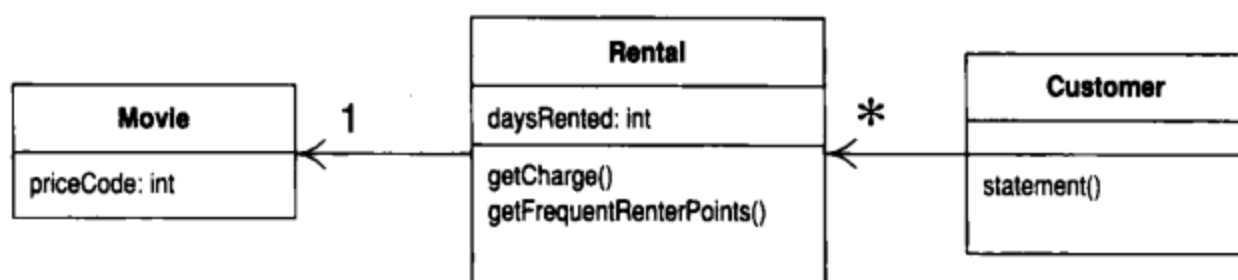 Movie
priceCode: int
1
Rental
daysRented: int
getCharge()
getFrequentRenterPoints()
*
Customer
statement()